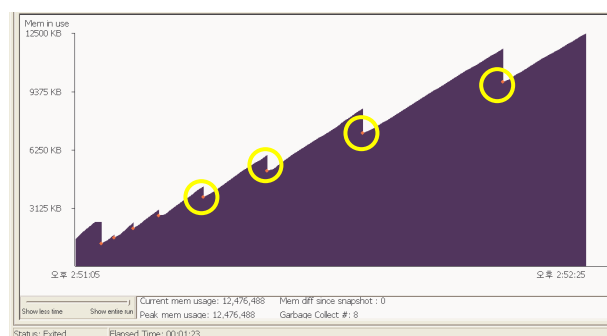 Mem in use
12500 KB
9375 KB
6250 KB
3125 KB
오후 2:51:05
오후 2:52:25
Show less time
Show entire run
Current mem usage: 12,476,488 Mem diff since snapshot : 0
Peak mem usage: 12,476,488 Garbage Collect #: 8
Status: Exited Elapsed Time: 00:01:23